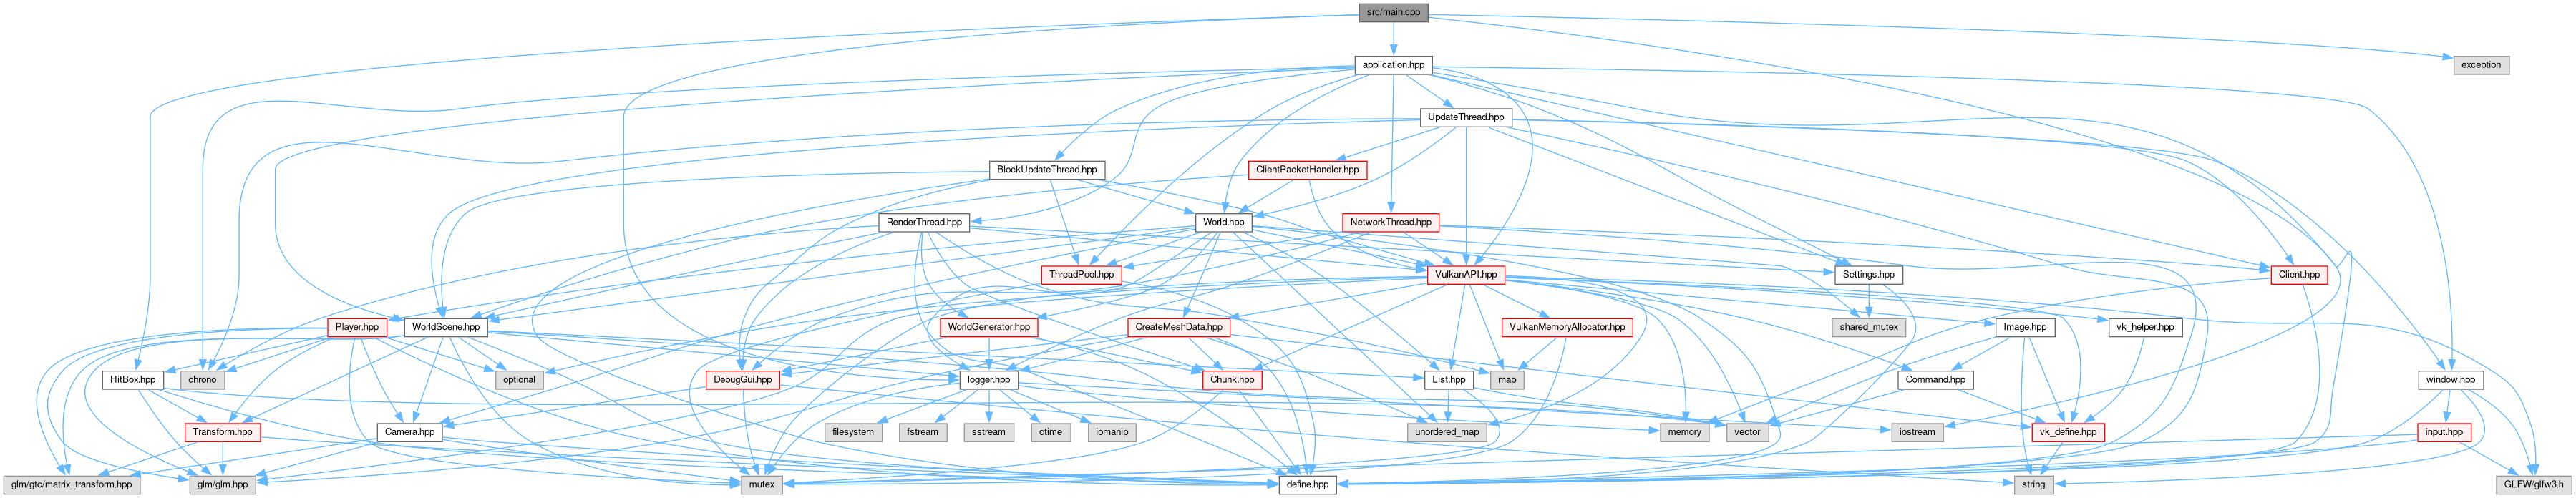 src/main.cpp
application.hpp
exception
UpdateThread.hpp
BlockUpdateThread.hpp
ClientPacketHandler.hpp
RenderThread.hpp
World.hpp
NetworkThread.hpp
ThreadPool.hpp
VulkanAPI.hpp
Settings.hpp
Client.hpp
Player.hpp
WorldScene.hpp
WorldGenerator.hpp
CreateMeshData.hpp
VulkanMemoryAllocator.hpp
shared_mutex
Image.hpp
vk_helper.hpp
HitBox.hpp
chrono
optional
DebugGui.hpp
logger.hpp
Chunk.hpp
List.hpp
map
Command.hpp
window.hpp
Transform.hpp
Camera.hpp
filesystem
fstream
sstream
ctime
iomanip
unordered_map
memory
vector
iostream
vk_define.hpp
input.hpp
glm/gtc/matrix_transform.hpp
glm/glm.hpp
mutex
define.hpp
string
GLFW/glfw3.h